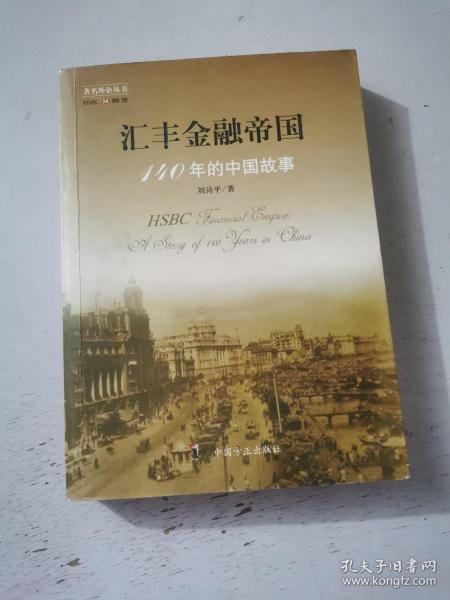 著名外企丛书
HSBC 汇丰
汇丰金融帝国
140年的中国故事
刘诗平/著
HSBC Financial Empire:
A Story of 140 Years in China
中国方正出版社
孔夫子旧书网
www.kongfz.com